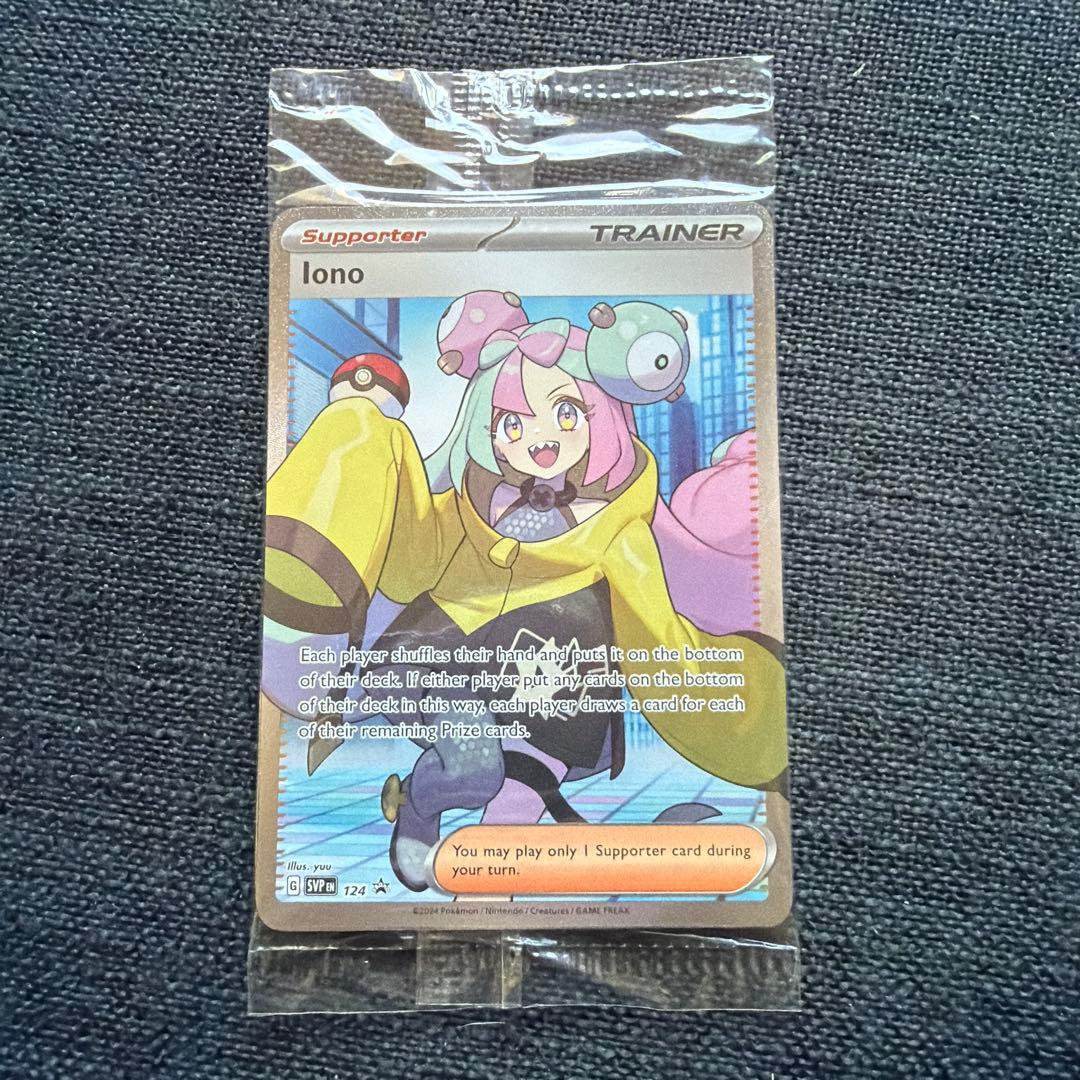 Supporter
TRAINER
Iono
Each player shuffles their hand and puts it on the bottom
of their deck. If either player put any cards on the bottom
of their deck in this way, each player draws a card for each
of their remaining Prize cards.
You may play only 1 Supporter card during
your turn.
Illus. yuu
G SVP EN 124
©2024 Pokémon / Nintendo / Creatures / GAME FREAK